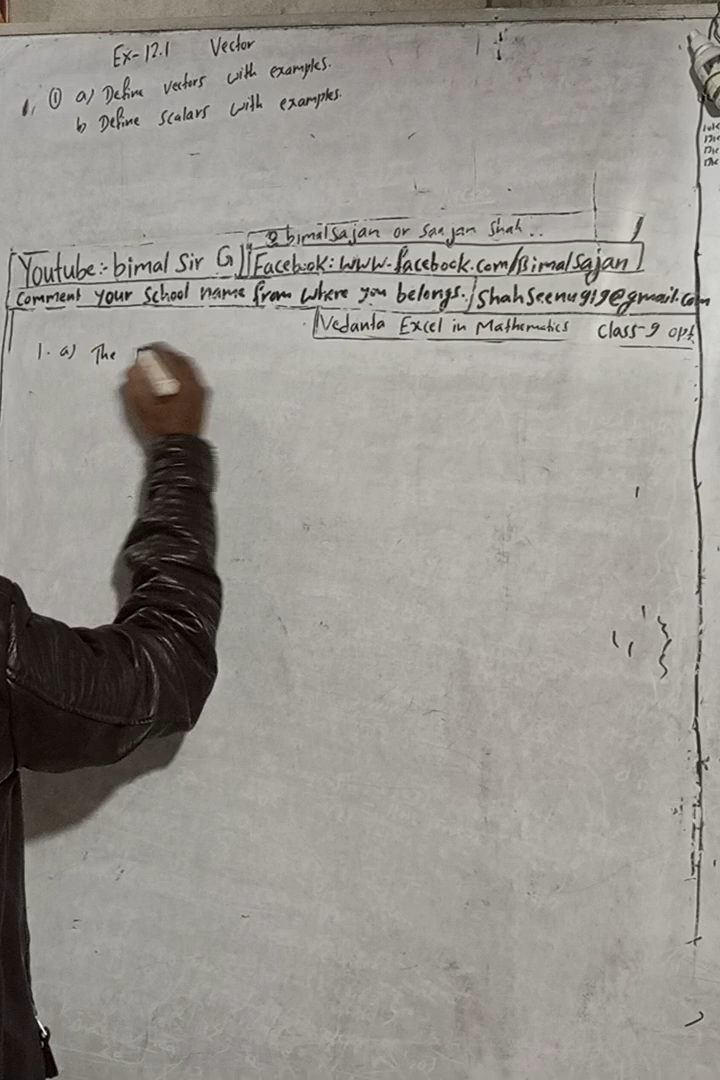 Ex-12.1 Vector
① a) Define vectors with examples.
b Define scalars with examples.
@ bimalsajan or Saajan Shah..
Youtube:- bimal Sir G
Facebook: www.facebook.com/Bimalsajan
Comment your School name from where you belongs. shahseenu919@gmail.com
Vedanta Excel in Mathematics Class-9 opt.
1. a) The